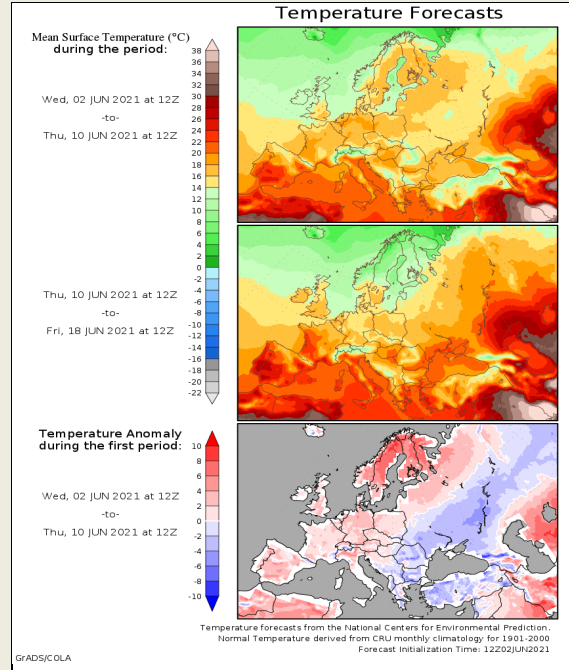 Temperature Forecasts
Mean Surface Temperature (°C)
during the period:
Wed, 02 JUN 2021 at 12Z
-to-
Thu, 10 JUN 2021 at 12Z
38
36
34
32
30
28
26
24
22
20
18
16
14
12
10
8
6
4
2
0
-2
-4
-6
-8
-10
-12
-14
-16
-18
-20
-22
Thu, 10 JUN 2021 at 12Z
-to-
Fri, 18 JUN 2021 at 12Z
Temperature Anomaly
during the first period:
Wed, 02 JUN 2021 at 12Z
-to-
Thu, 10 JUN 2021 at 12Z
10
8
6
4
2
0
-2
-4
-6
-8
-10
Temperature forecasts from the National Centers for Environmental Prediction.
Normal Temperature derived from CRU monthly climatology for 1901-2000
Forecast Initialization Time: 12Z02JUN2021
GrADS/COLA